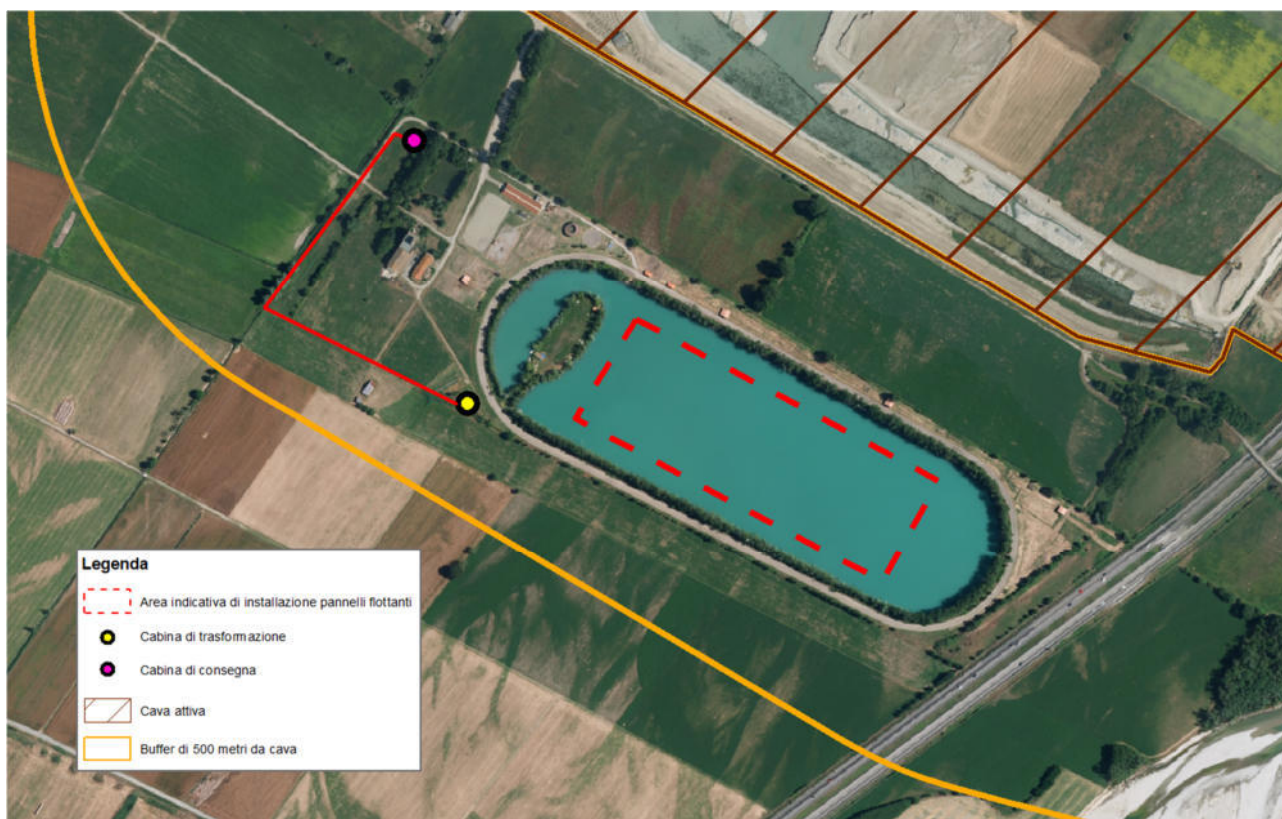 Legenda
Area indicativa di installazione pannelli flottanti
Cabina di trasformazione
Cabina di consegna
Cava attiva
Buffer di 500 metri da cava